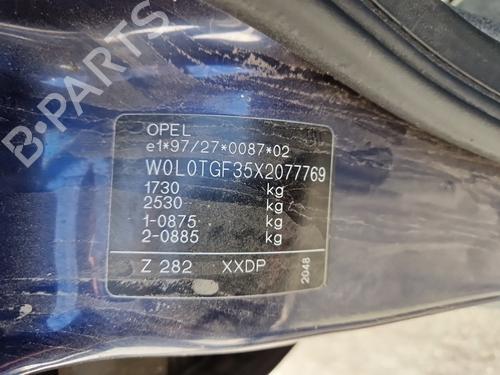 B-PARTS
OPEL
e1*97/27*0087*02
W0L0TGF35X2077769
1730 kg
2530 kg
1-0875 kg
2-0885 kg
Z 282 XXDP
2048